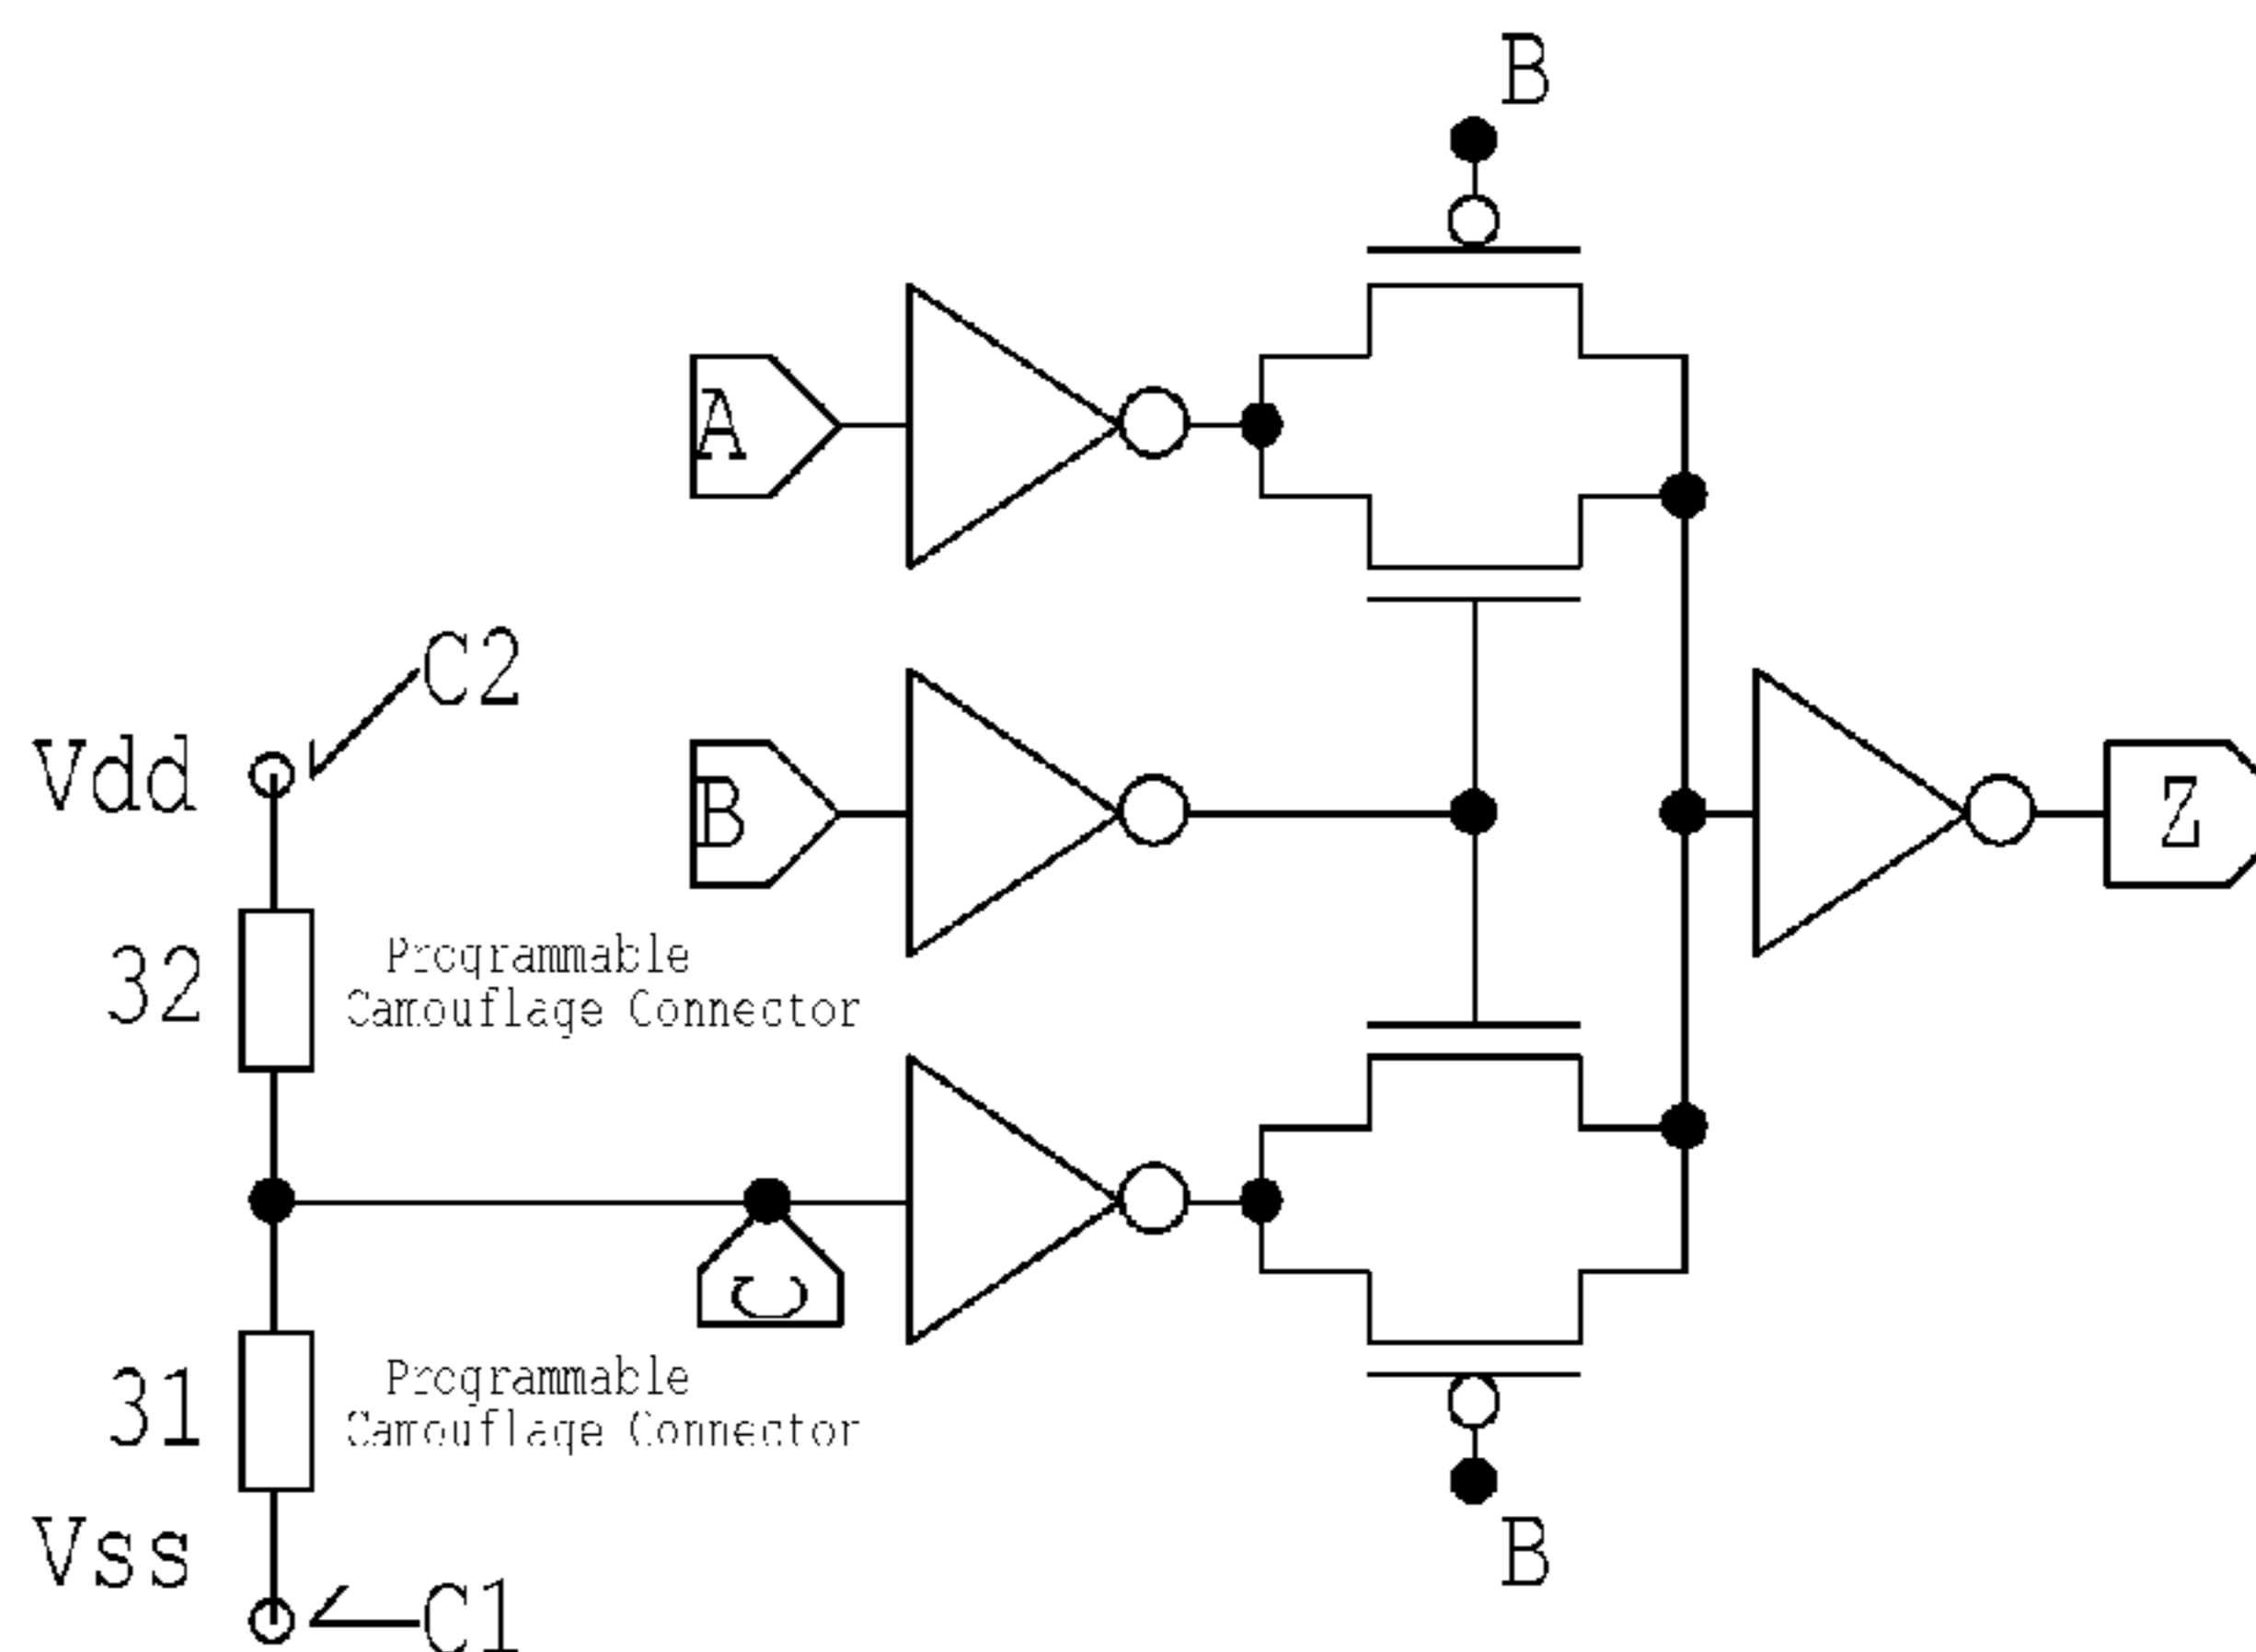 B
A
C2
Vdd
B
Z
32
Programmable
Camouflage Connector
C
31
Programmable
Camouflage Connector
Vss
B
C1